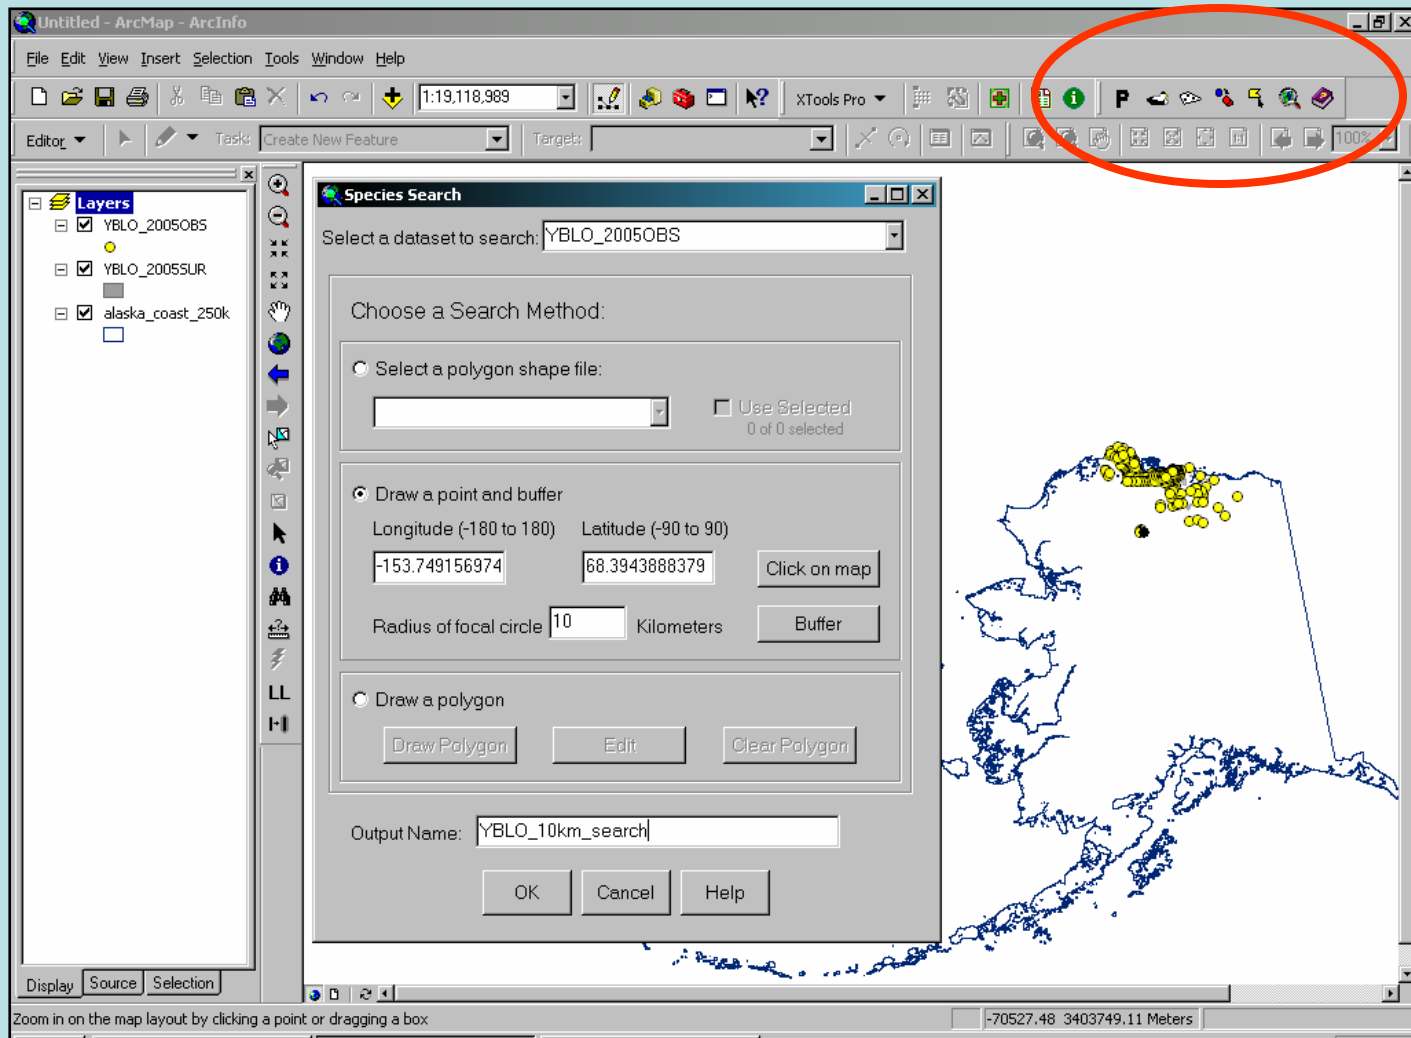 Untitled - ArcMap - ArcInfo
File Edit View Insert Selection Tools Window Help
1:19,118,989
XTools Pro
P
Editor
Task:
Create New Feature
Target:
1:1
100%
Layers
YBLO_2005OBS
YBLO_2005SUR
alaska_coast_250k
LL
Species Search
Select a dataset to search:
YBLO_2005OBS
Choose a Search Method:
Select a polygon shape file:
Use Selected
0 of 0 selected
Draw a point and buffer
Longitude (-180 to 180)
Latitude (-90 to 90)
-153.749156974
68.3943888379
Click on map
Radius of focal circle
10
Kilometers
Buffer
Draw a polygon
Draw Polygon
Edit
Clear Polygon
Output Name:
YBLO_10km_search
OK
Cancel
Help
Display
Source
Selection
Zoom in on the map layout by clicking a point or dragging a box
-70527.48 3403749.11 Meters